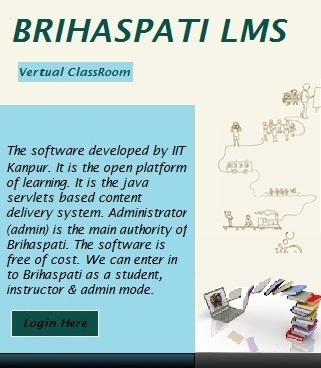 BRIHASPATI LMS
Vertual ClassRoom
The software developed by IIT
Kanpur. It is the open platform
of learning. It is the java
servlets based content
delivery system. Administrator
(admin) is the main authority of
Brihaspati. The software is
free of cost. We can enter in
to Brihaspati as a student,
instructor & admin mode.
Login Here